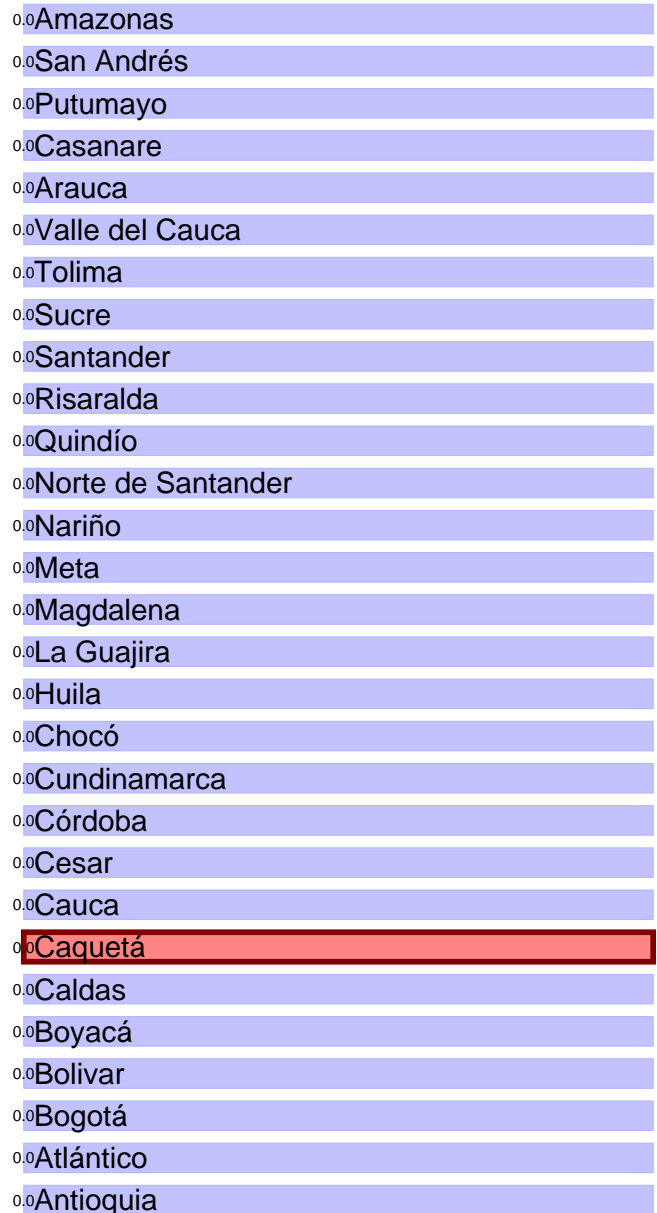 0.0Amazonas
0.0San Andrés
0.0Putumayo
0.0Casanare
0.0Arauca
0.0Valle del Cauca
0.0Tolima
0.0Sucre
0.0Santander
0.0Risaralda
0.0Quindío
0.0Norte de Santander
0.0Nariño
0.0Meta
0.0Magdalena
0.0La Guajira
0.0Huila
0.0Chocó
0.0Cundinamarca
0.0Córdoba
0.0Cesar
0.0Cauca
0.0Caquetá
0.0Caldas
0.0Boyacá
0.0Bolivar
0.0Bogotá
0.0Atlántico
0.0Antioquia